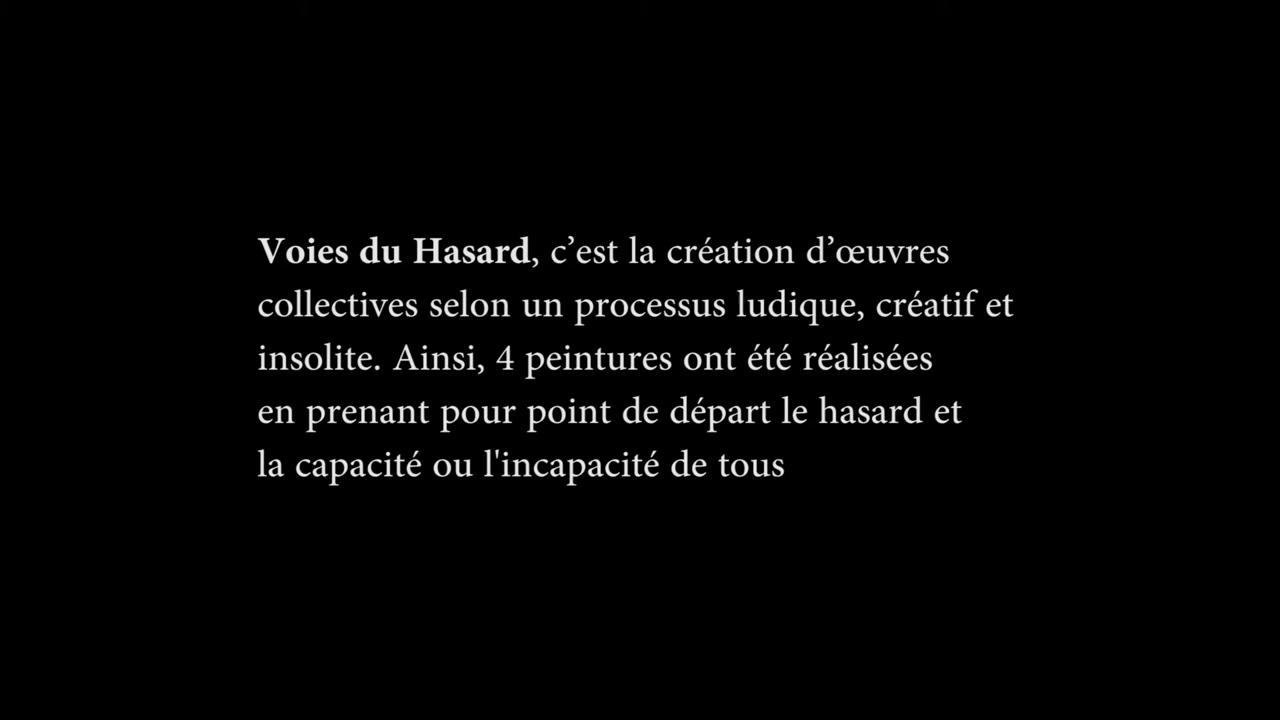 Voies du Hasard, c’est la création d’œuvres
collectives selon un processus ludique, créatif et
insolite. Ainsi, 4 peintures ont été réalisées
en prenant pour point de départ le hasard et
la capacité ou l'incapacité de tous